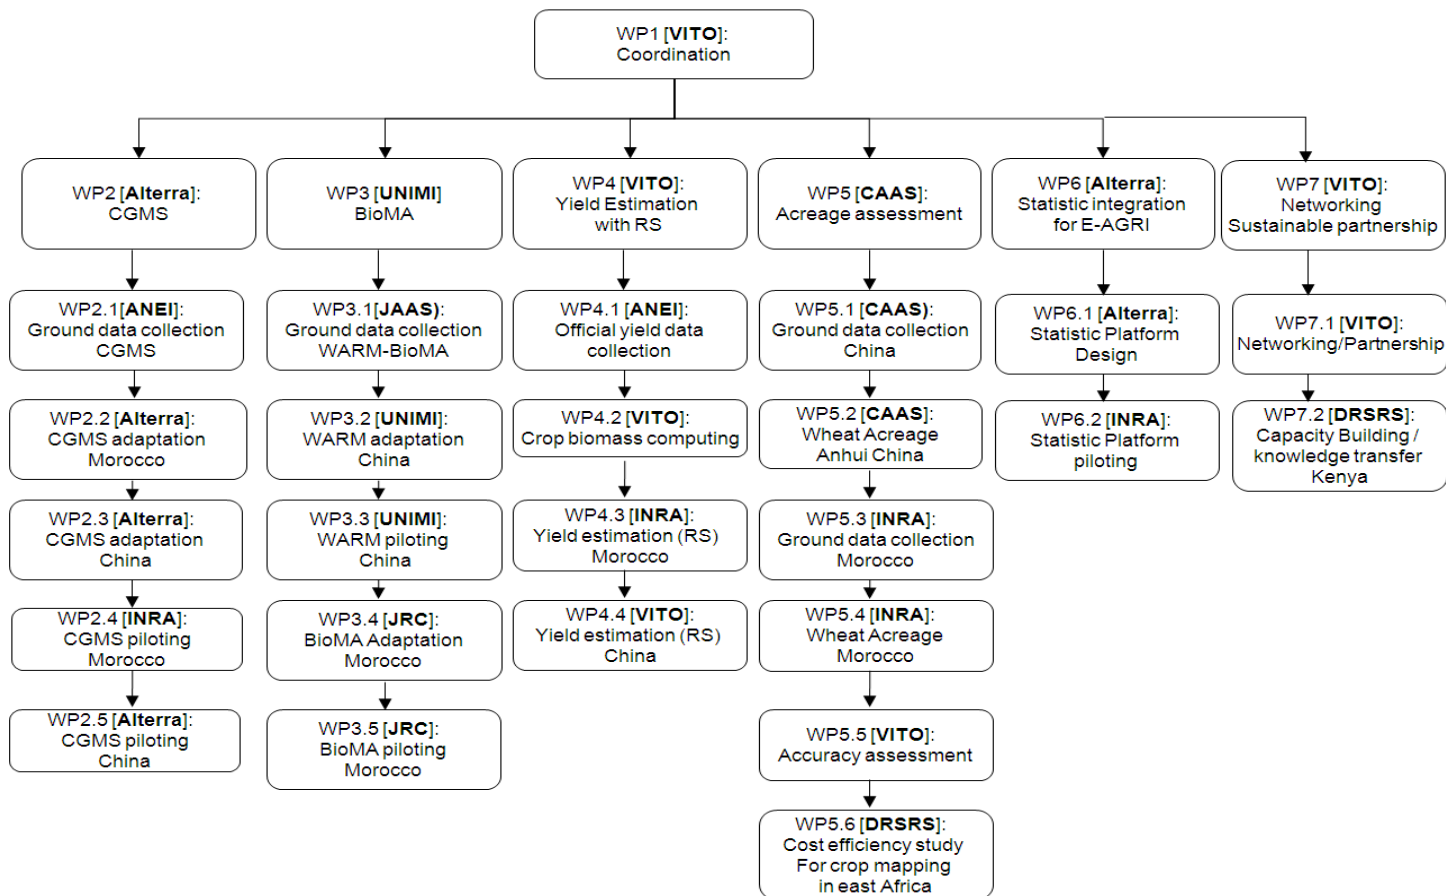 WP1 [VITO]:
Coordination
WP2 [Alterra]:
CGMS
WP3 [UNIMI]
BioMA
WP4 [VITO]:
Yield Estimation
with RS
WP5 [CAAS]:
Acreage assessment
WP6 [Alterra]:
Statistic integration
for E-AGRI
WP7 [VITO]:
Networking
Sustainable partnership
WP2.1[ANEI]:
Ground data collection
CGMS
WP3.1[JAAS):
Ground data collection
WARM-BioMA
WP4.1 [ANEI]:
Official yield data
collection
WP5.1 [CAAS):
Ground data collection
China
WP6.1 [Alterra]:
Statistic Platform
Design
WP7.1 [VITO]:
Networking/Partnership
WP2.2 [Alterra]:
CGMS adaptation
Morocco
WP3.2 [UNIMI]:
WARM adaptation
China
WP4.2 [VITO]:
Crop biomass computing
WP5.2 [CAAS]:
Wheat Acreage
Anhui China
WP6.2 [INRA]:
Statistic Platform
piloting
WP7.2 [DRSRS]:
Capacity Building /
knowledge transfer
Kenya
WP2.3 [Alterra]:
CGMS adaptation
China
WP3.3 [UNIMI]:
WARM piloting
China
WP4.3 [INRA]:
Yield estimation (RS)
Morocco
WP5.3 [INRA]:
Ground data collection
Morocco
WP2.4 [INRA]:
CGMS piloting
Morocco
WP3.4 [JRC]:
BioMA Adaptation
Morocco
WP4.4 [VITO]:
Yield estimation (RS)
China
WP5.4 [INRA]:
Wheat Acreage
Morocco
WP2.5 [Alterra]:
CGMS piloting
China
WP3.5 [JRC]:
BioMA piloting
Morocco
WP5.5 [VITO]:
Accuracy assessment
WP5.6 [DRSRS]:
Cost efficiency study
For crop mapping
in east Africa